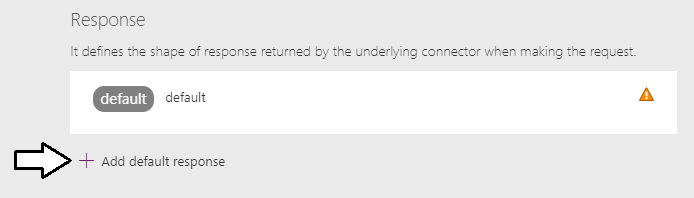 Response
It defines the shape of response returned by the underlying connector when making the request.
default default
+ Add default response